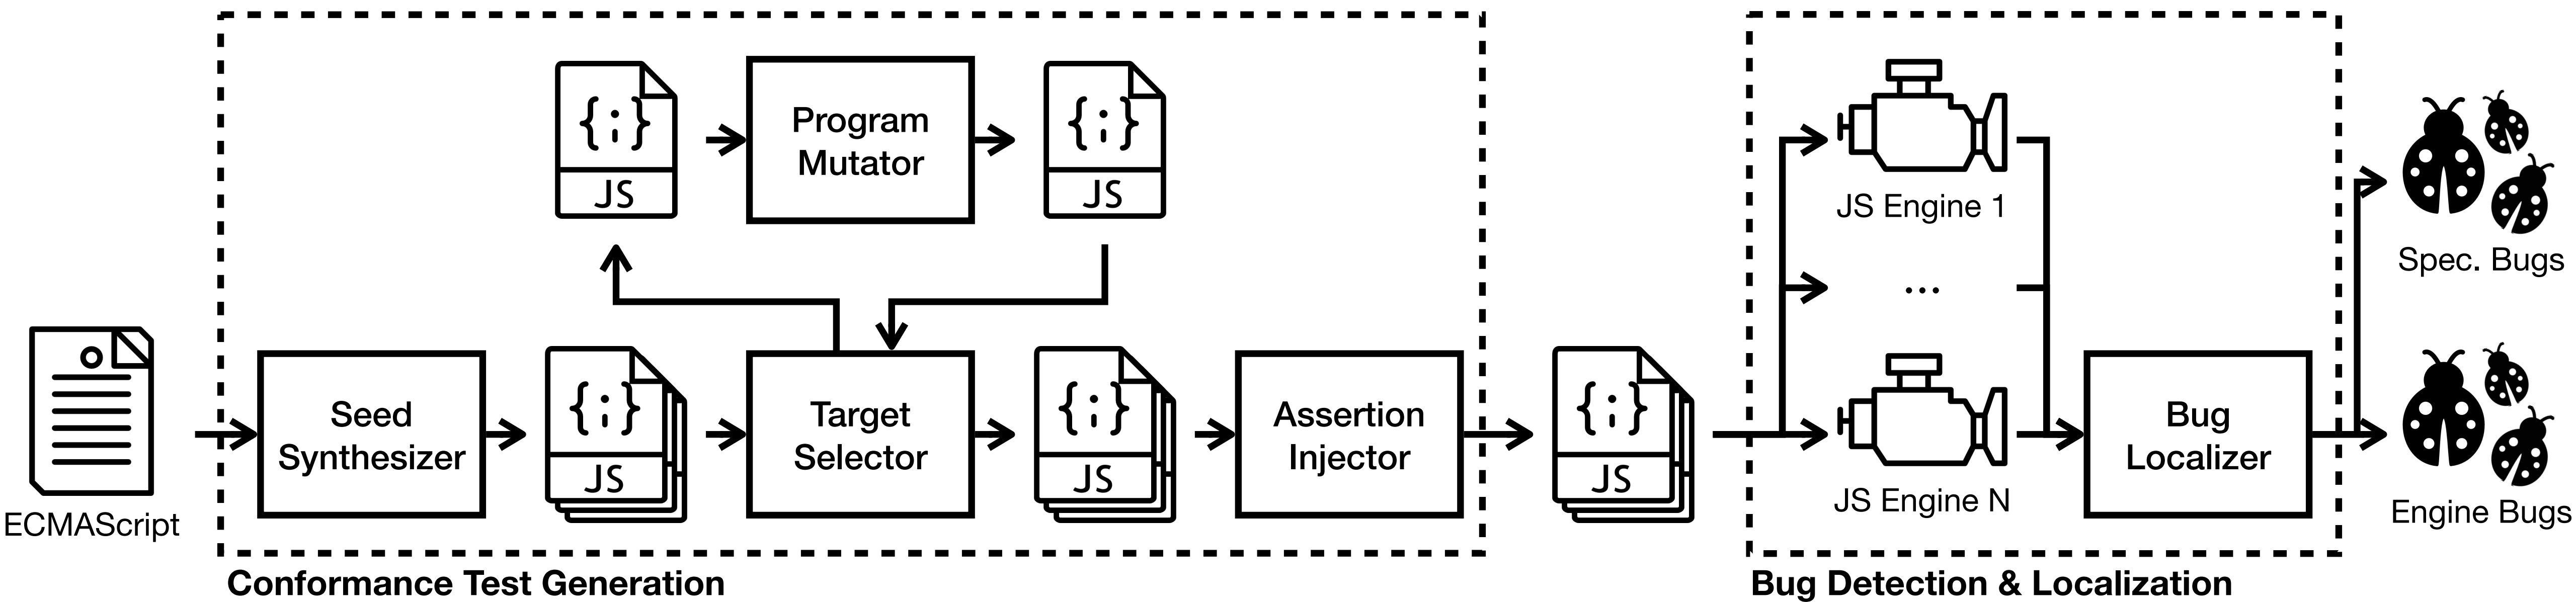 {;}
JS
Program
Mutator
{;}
JS
JS Engine 1
Spec. Bugs
...
ECMAScript
Seed
Synthesizer
{;}
JS
Target
Selector
{;}
JS
Assertion
Injector
{;}
JS
JS Engine N
Bug
Localizer
Engine Bugs
Conformance Test Generation
Bug Detection & Localization